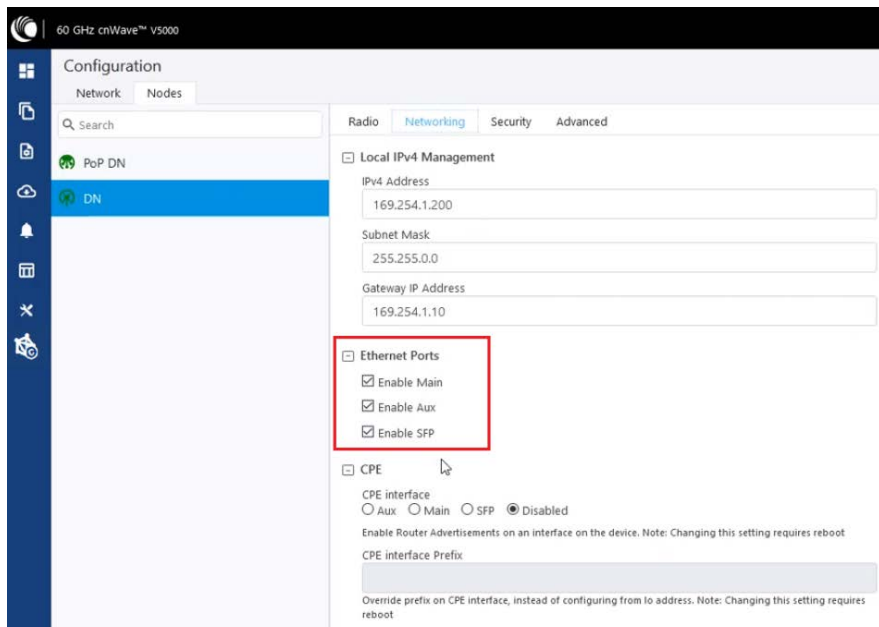 60 GHz cnWave™ V5000
Configuration
Network Nodes
Search
PoP DN
DN
Radio Networking Security Advanced
Local IPv4 Management
IPv4 Address
169.254.1.200
Subnet Mask
255.255.0.0
Gateway IP Address
169.254.1.10
Ethernet Ports
Enable Main
Enable Aux
Enable SFP
CPE
CPE interface
Aux Main SFP Disabled
Enable Router Advertisements on an interface on the device. Note: Changing this setting requires reboot
CPE interface Prefix
Override prefix on CPE interface, instead of configuring from lo address. Note: Changing this setting requires
reboot